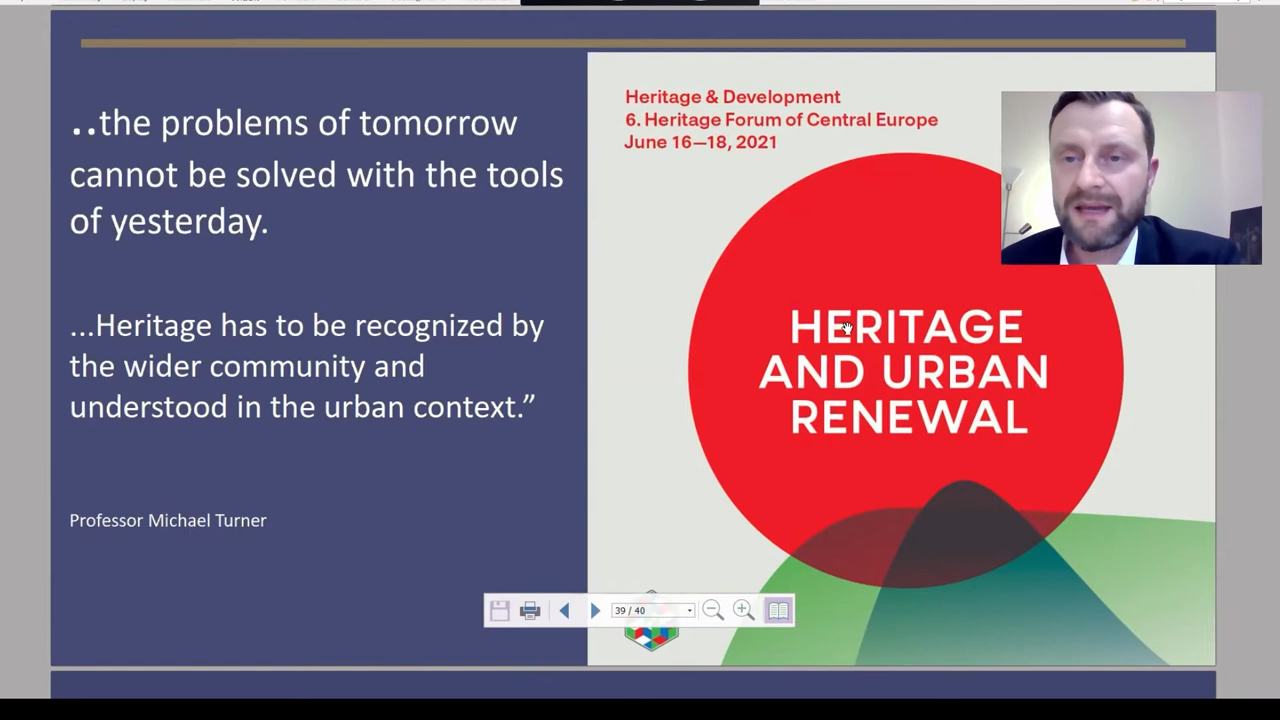 ..the problems of tomorrow
cannot be solved with the tools
of yesterday.
...Heritage has to be recognized by
the wider community and
understood in the urban context.”
Professor Michael Turner
Heritage & Development
6. Heritage Forum of Central Europe
June 16—18, 2021
HERITAGE
AND URBAN
RENEWAL
39 / 40